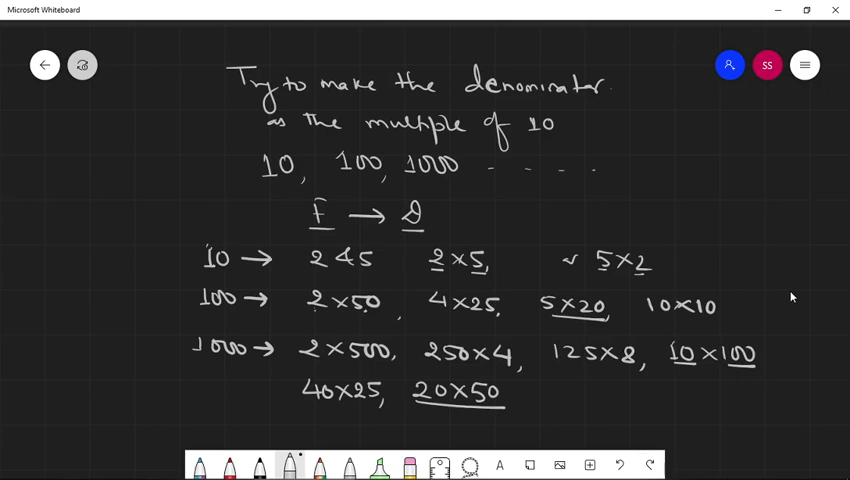 Microsoft Whiteboard
SS
Try to make the denominator.
as the multiple of 10
10, 100, 1000 - . - . .
F → D
10 → 2 & 5 2 × 5, or 5 × 2
100 → 2 × 50, 4 × 25, 5 × 20, 10 × 10
1000 → 2 × 500, 250 × 4, 125 × 8, 10 × 100
40 × 25, 20 × 50
A